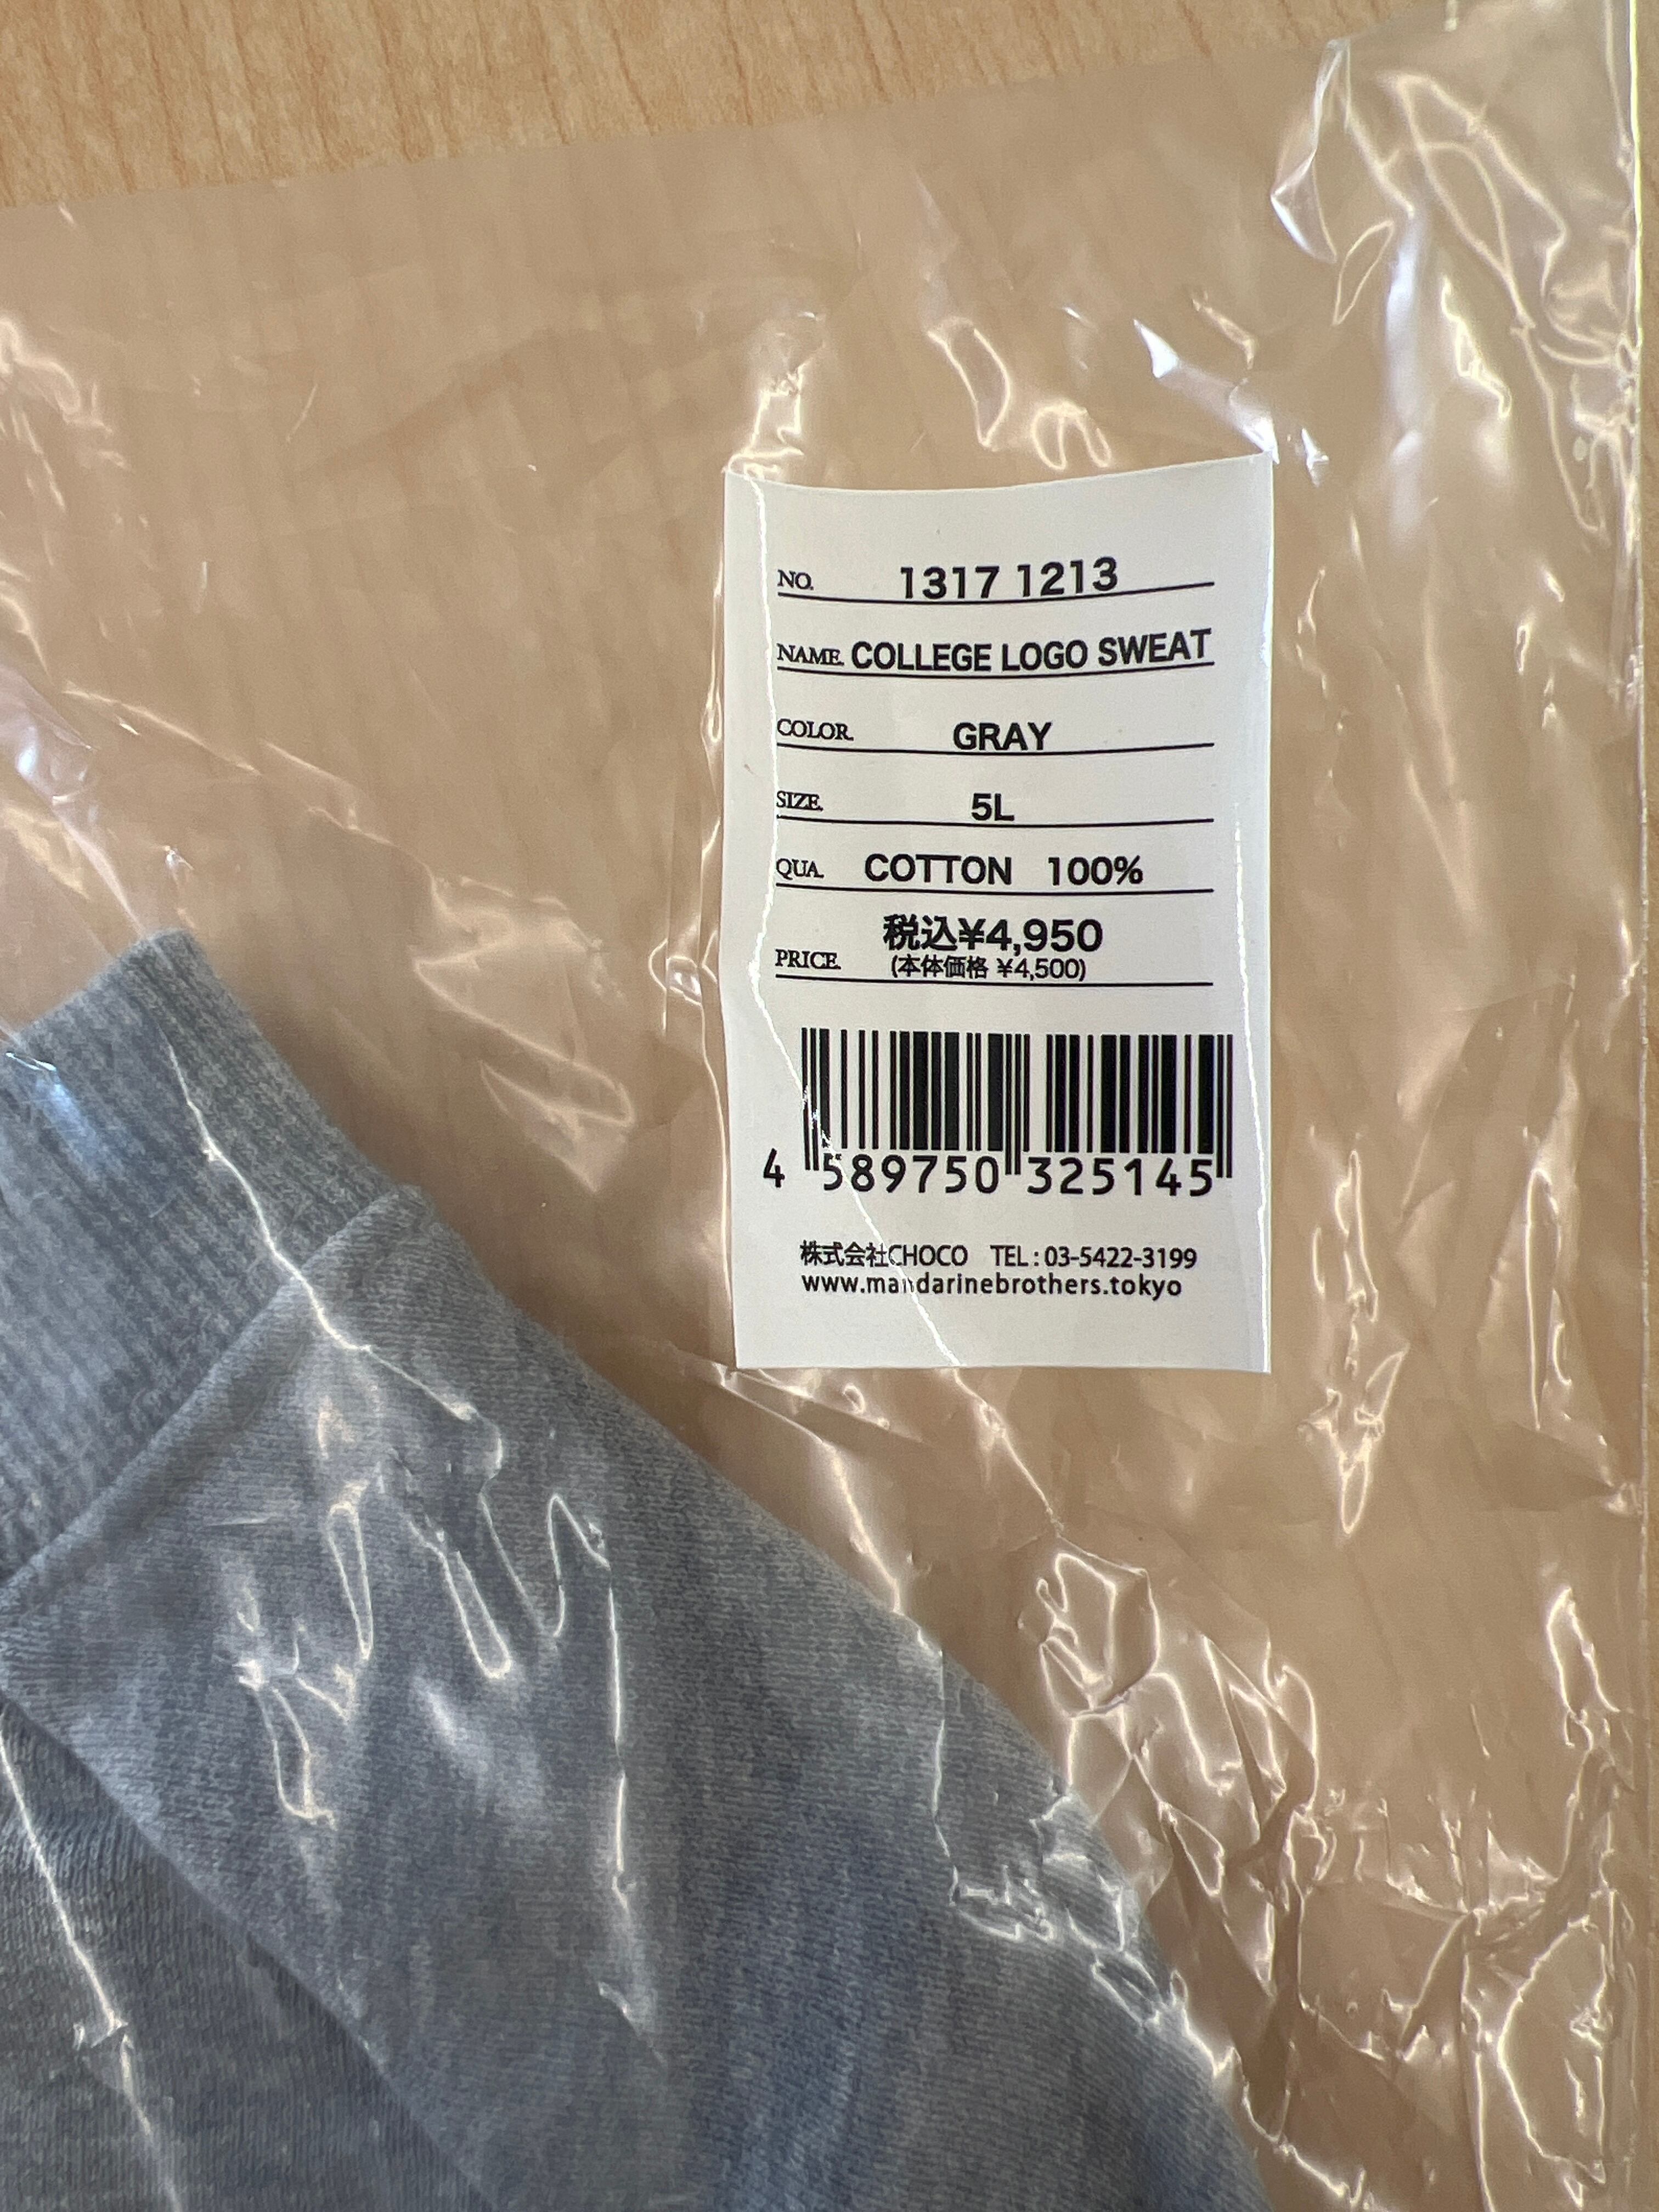 NO. 1317 1213
NAME. COLLEGE LOGO SWEAT
COLOR. GRAY
SIZE. 5L
QUA. COTTON 100%
税込¥4,950
PRICE. (本体価格 ¥4,500)
4 589750 325145
株式会社CHOCO TEL : 03-5422-3199
www.mandarinebrothers.tokyo